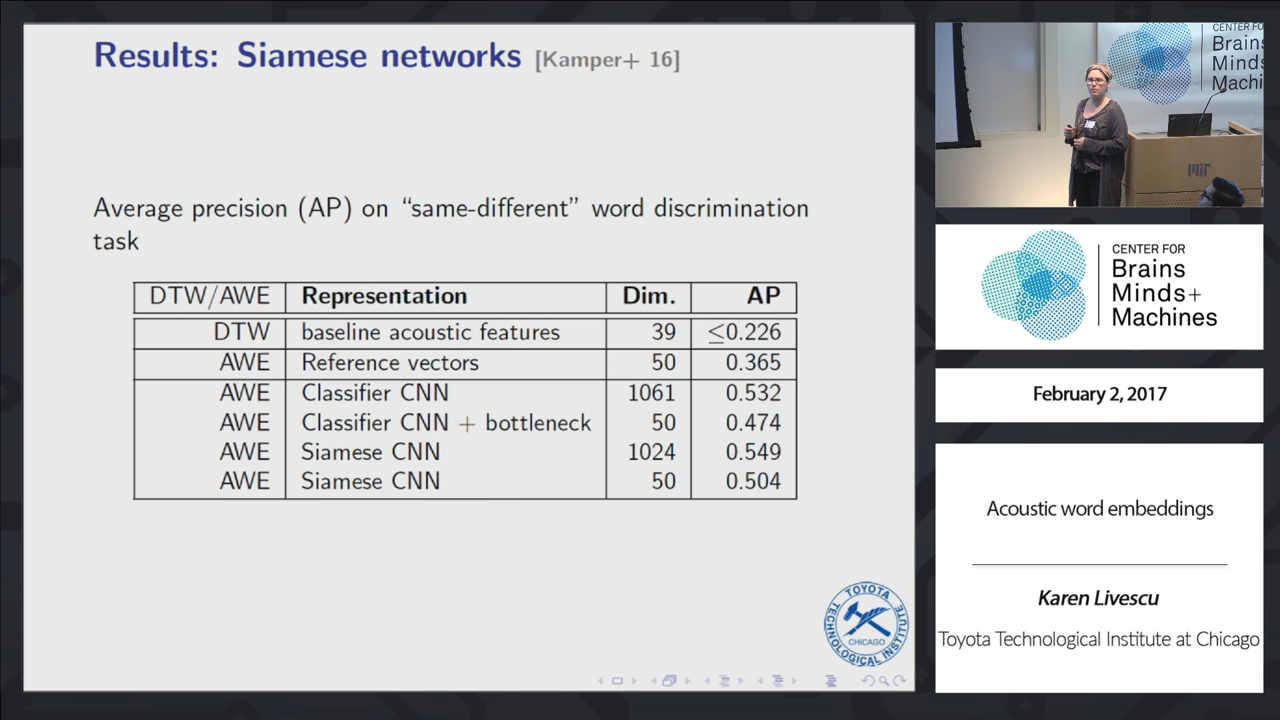 Results: Siamese networks [Kamper+ 16]
Average precision (AP) on “same-different” word discrimination
task
DTW/AWE Representation Dim. AP
DTW baseline acoustic features 39 ≤0.226
AWE Reference vectors 50 0.365
AWE Classifier CNN 1061 0.532
AWE Classifier CNN + bottleneck 50 0.474
AWE Siamese CNN 1024 0.549
AWE Siamese CNN 50 0.504
TOYOTA
TECHNOLOGICAL INSTITUTE
CHICAGO
CENTER FO
Brains
Minds
Machi
MIT
CENTER FOR
Brains
Minds+
Machines
February 2, 2017
Acoustic word embeddings
Karen Livescu
Toyota Technological Institute at Chicago